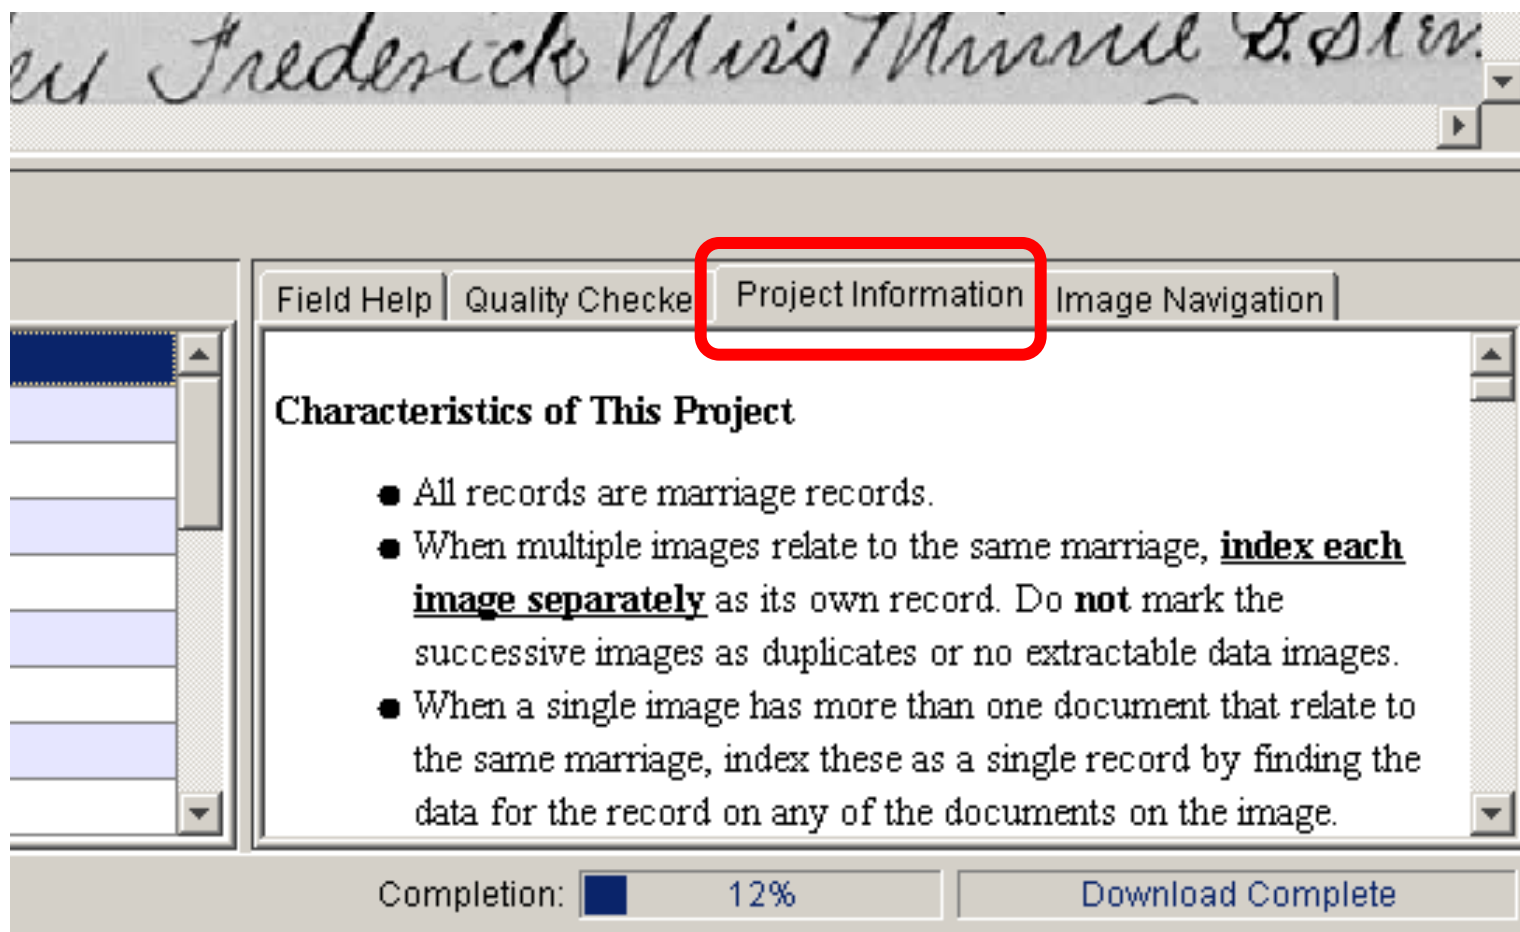 Frederick Miss Minnie B.
Field Help Quality Checke Project Information Image Navigation
Characteristics of This Project
● All records are marriage records.
● When multiple images relate to the same marriage, index each
image separately as its own record. Do not mark the
successive images as duplicates or no extractable data images.
● When a single image has more than one document that relate to
the same marriage, index these as a single record by finding the
data for the record on any of the documents on the image.
Completion: 12% Download Complete